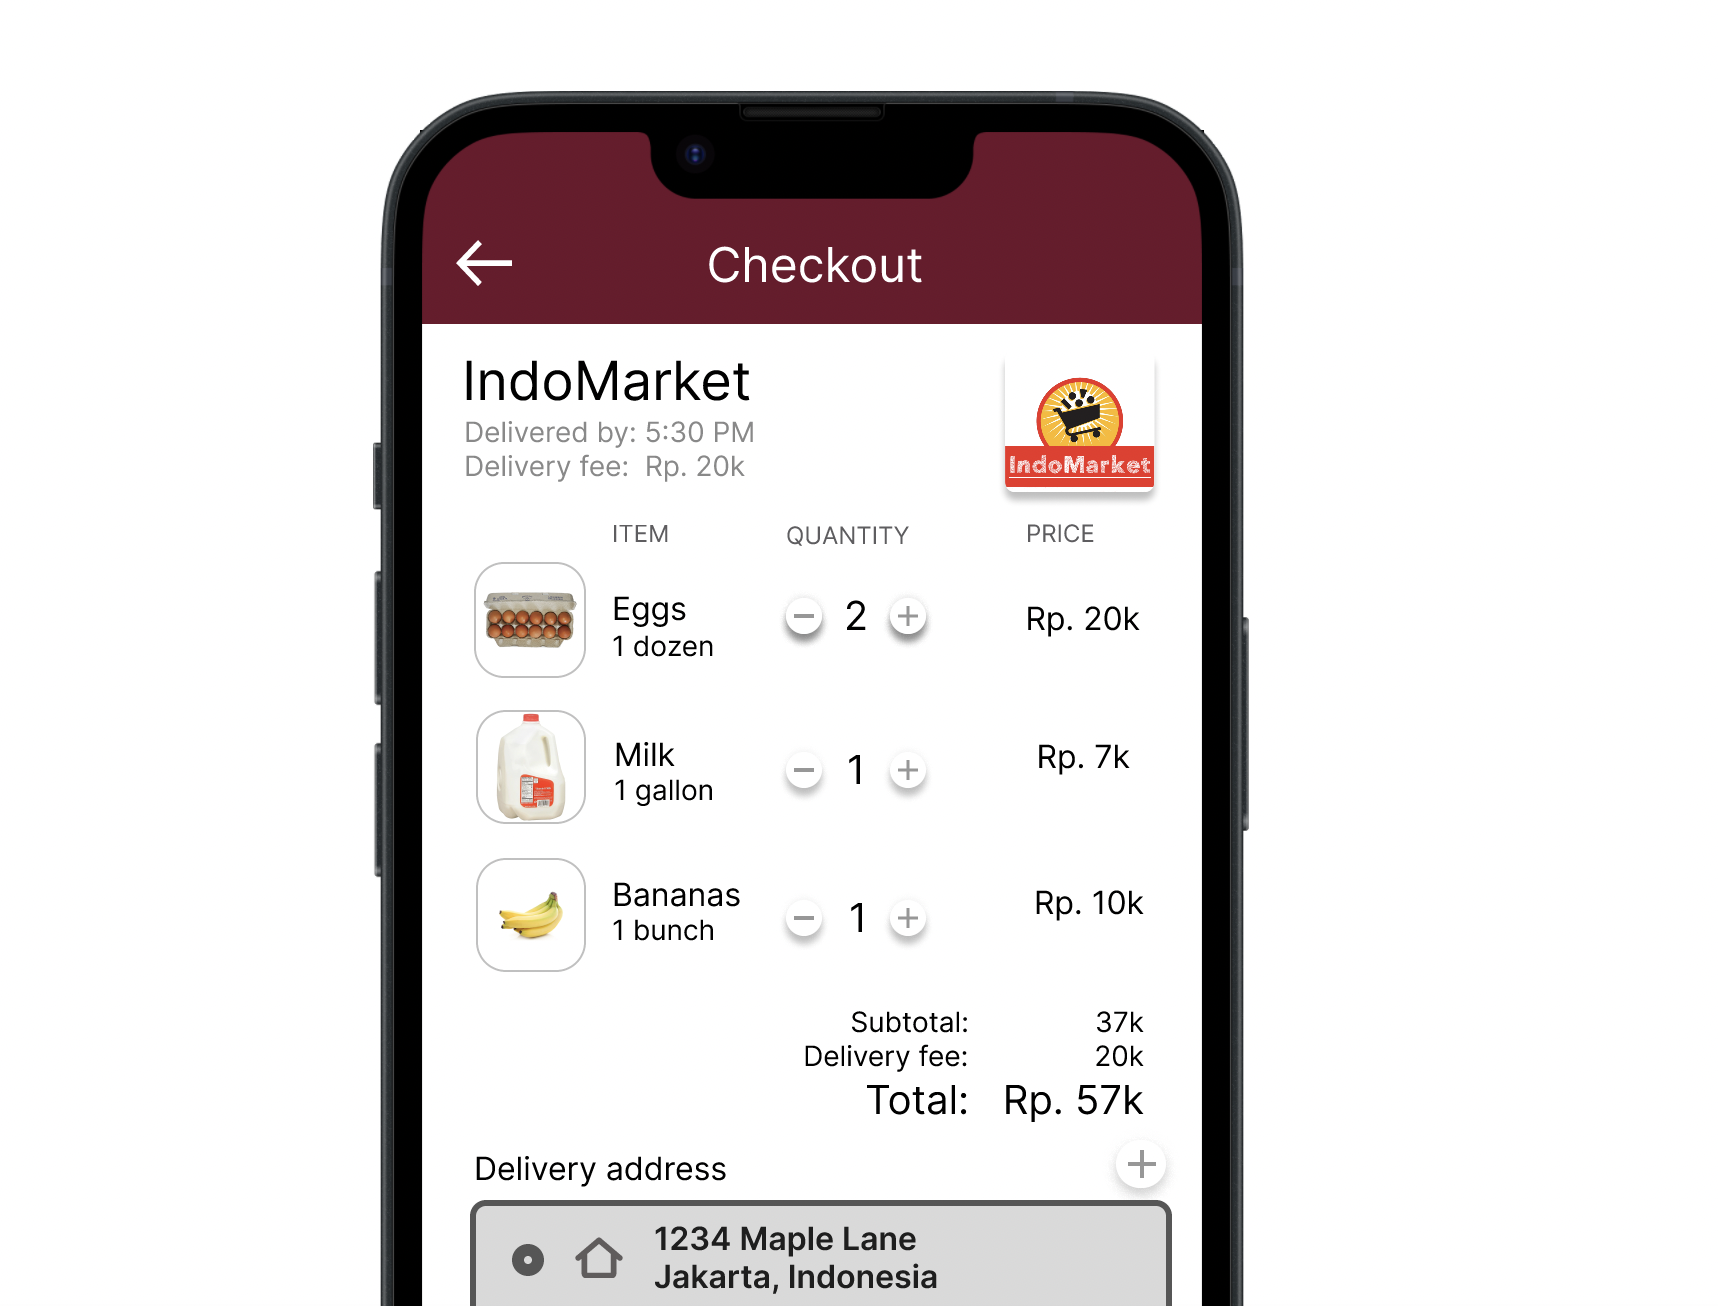 Checkout
IndoMarket
Delivered by: 5:30 PM
Delivery fee: Rp. 20k
IndoMarket
ITEM QUANTITY PRICE
Eggs
1 dozen
2
Rp. 20k
Milk
1 gallon
1
Rp. 7k
Bananas
1 bunch
1
Rp. 10k
Subtotal: 37k
Delivery fee: 20k
Total: Rp. 57k
Delivery address
1234 Maple Lane
Jakarta, Indonesia